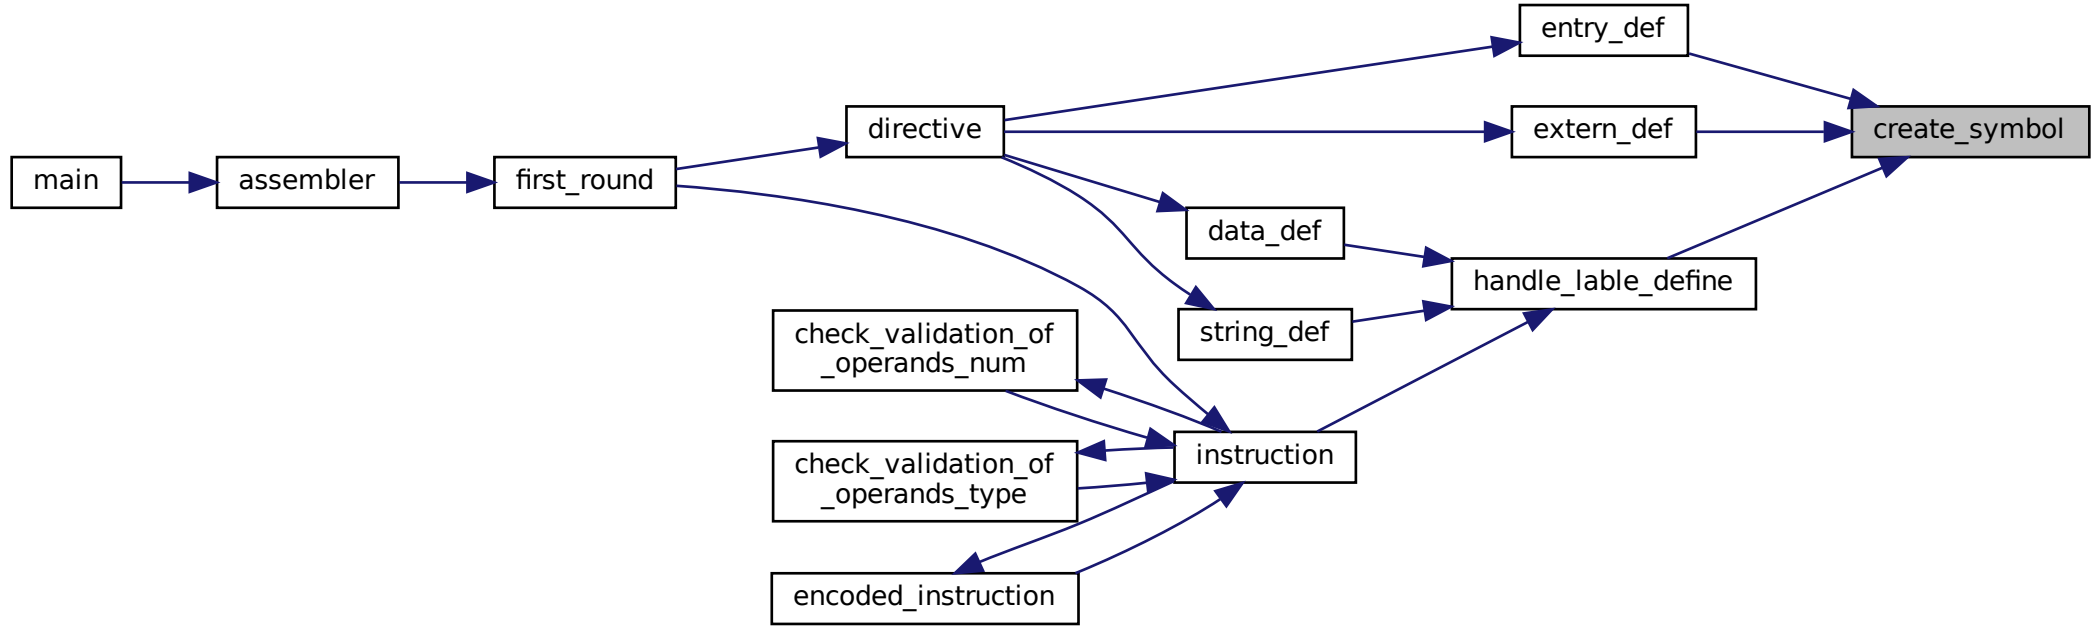 entry_def
directive
extern_def
create_symbol
main
assembler
first_round
data_def
handle_lable_define
string_def
check_validation_of
_operands_num
instruction
check_validation_of
_operands_type
encoded_instruction